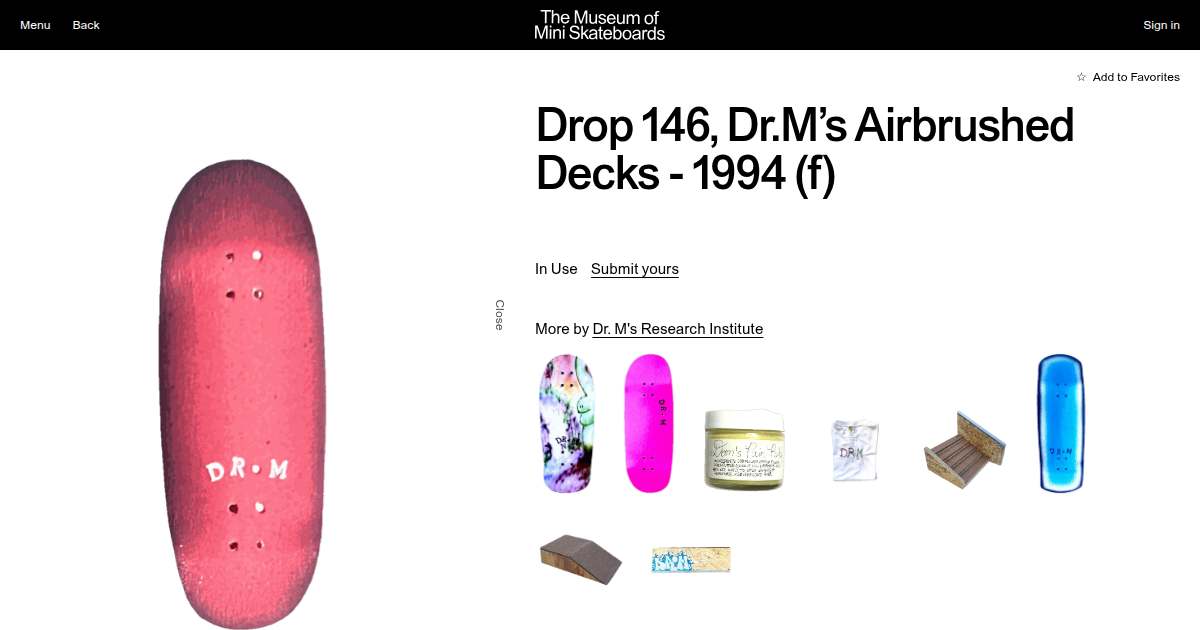 Menu
Back
The Museum of
Mini Skateboards
Sign in
☆ Add to Favorites
Drop 146, Dr.M’s Airbrushed
Decks - 1994 (f)
In Use
Submit yours
Close
More by Dr. M's Research Institute
DR•M
DR•M
DRM
DR•M